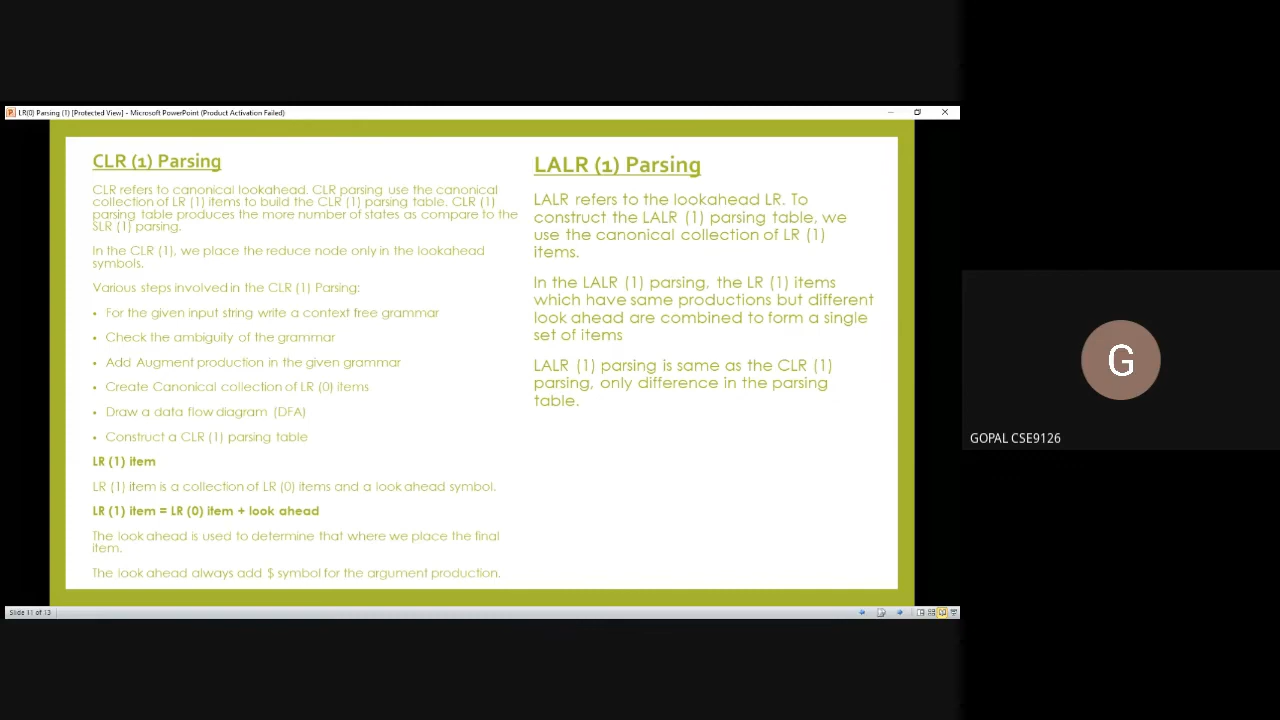 LR(0) Parsing (1) [Protected View] - Microsoft PowerPoint (Product Activation Failed)
CLR (1) Parsing
CLR refers to canonical lookahead. CLR parsing use the canonical
collection of LR (1) items to build the CLR (1) parsing table. CLR (1)
parsing table produces the more number of states as compare to the
SLR (1) parsing.
In the CLR (1), we place the reduce node only in the lookahead
symbols.
Various steps involved in the CLR (1) Parsing:
• For the given input string write a context free grammar
• Check the ambiguity of the grammar
• Add Augment production in the given grammar
• Create Canonical collection of LR (0) items
• Draw a data flow diagram (DFA)
• Construct a CLR (1) parsing table
LR (1) item
LR (1) item is a collection of LR (0) items and a look ahead symbol.
LR (1) item = LR (0) item + look ahead
The look ahead is used to determine that where we place the final
item.
The look ahead always add $ symbol for the argument production.
LALR (1) Parsing
LALR refers to the lookahead LR. To
construct the LALR (1) parsing table, we
use the canonical collection of LR (1)
items.
In the LALR (1) parsing, the LR (1) items
which have same productions but different
look ahead are combined to form a single
set of items
LALR (1) parsing is same as the CLR (1)
parsing, only difference in the parsing
table.
Slide 11 of 13
G
GOPAL CSE9126